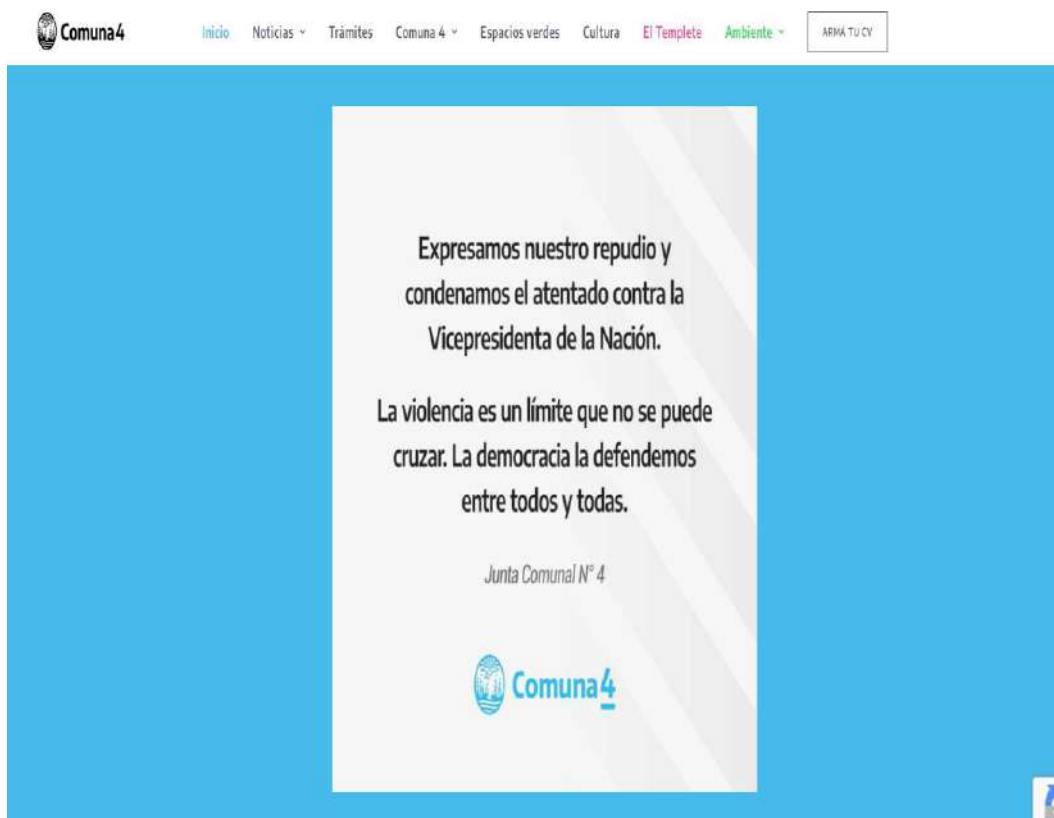 Comuna4
Inicio Noticias Trámites Comuna 4 Espacios verdes Cultura El Templete Ambiente ARMÁ TU CV
Expresamos nuestro repudio y
condenamos el atentado contra la
Vicepresidenta de la Nación.
La violencia es un límite que no se puede
cruzar. La democracia la defendemos
entre todos y todas.
Junta Comunal N° 4
Comuna4